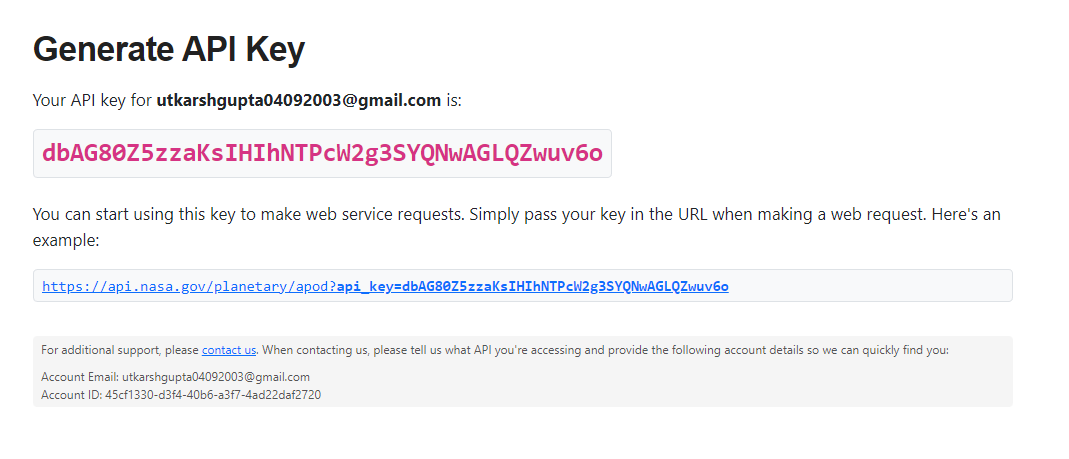 Generate API Key
Your API key for utkarshgupta04092003@gmail.com is:
dbAG80Z5zzaKsIHIhNTPcW2g3SYQNwAGLQZwuv6o
You can start using this key to make web service requests. Simply pass your key in the URL when making a web request. Here's an
example:
https://api.nasa.gov/planetary/apod?api_key=dbAG80Z5zzaKsIHIhNTPcW2g3SYQNwAGLQZwuv6o
For additional support, please contact us. When contacting us, please tell us what API you're accessing and provide the following account details so we can quickly find you:
Account Email: utkarshgupta04092003@gmail.com
Account ID: 45cf1330-d3f4-40b6-a3f7-4ad22daf2720